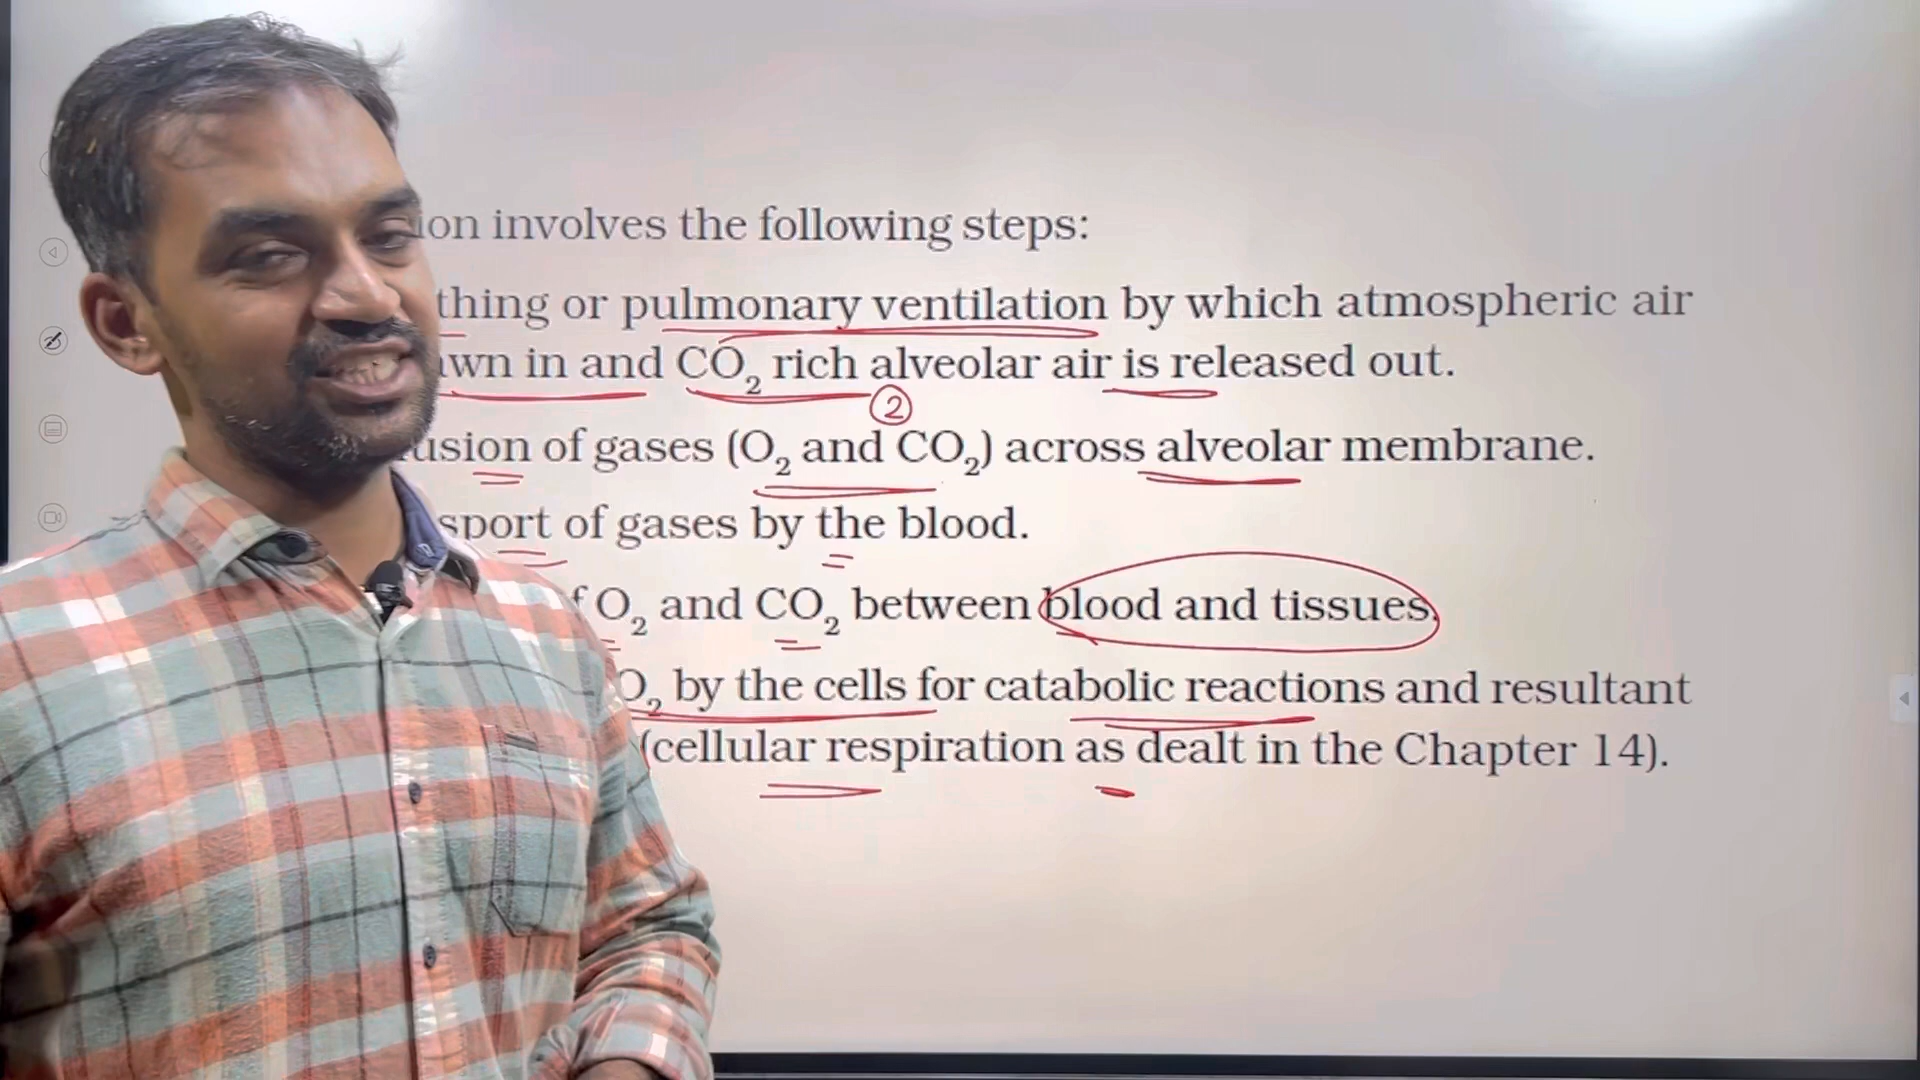 ion involves the following steps:
thing or pulmonary ventilation by which atmospheric air
wn in and CO₂ rich alveolar air is released out.
②
usion of gases (O₂ and CO₂) across alveolar membrane.
sport of gases by the blood.
f O₂ and CO₂ between blood and tissues.
O₂ by the cells for catabolic reactions and resultant
(cellular respiration as dealt in the Chapter 14).